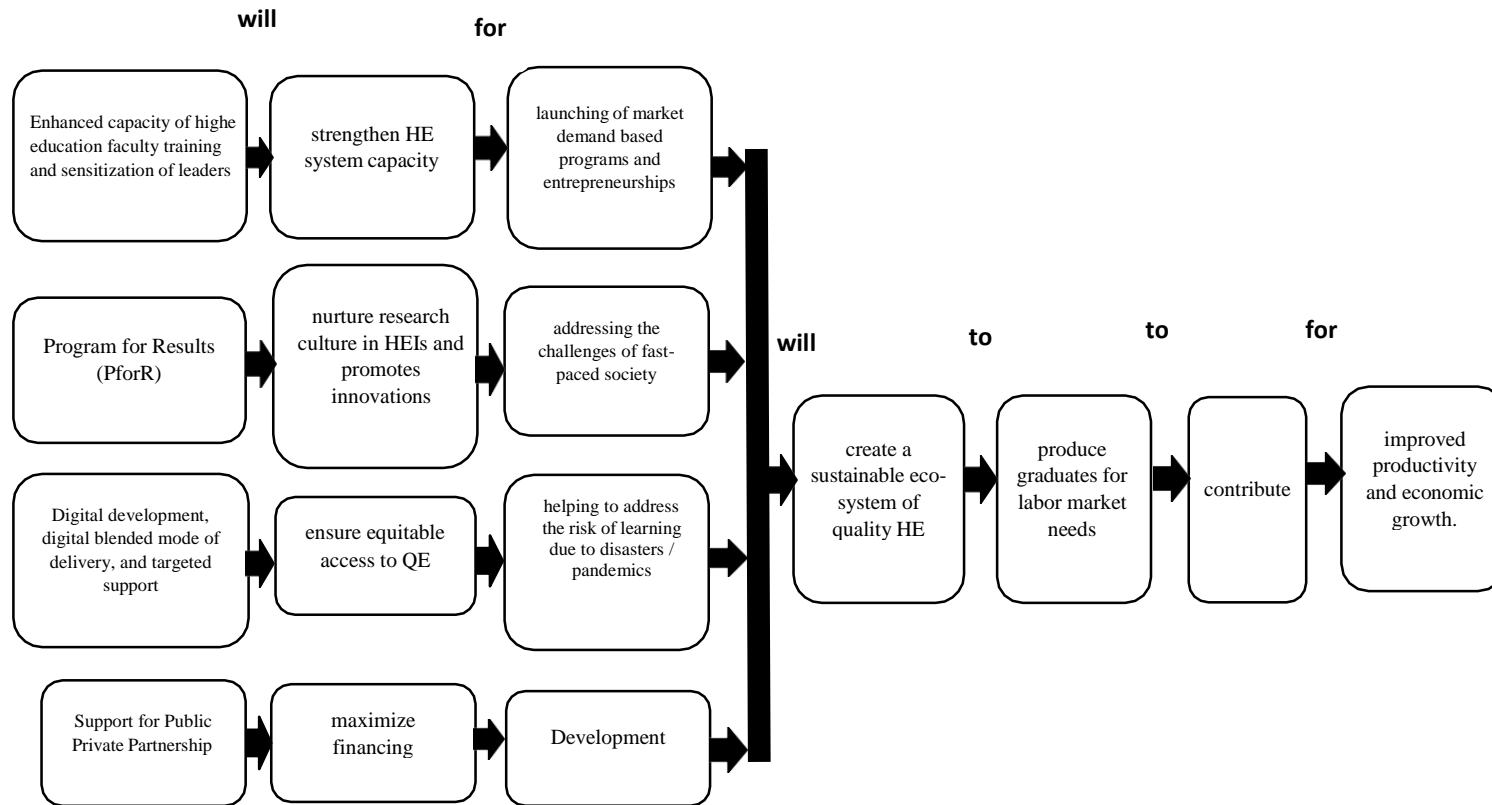 will
for
Enhanced capacity of highe
education faculty training
and sensitization of leaders
strengthen HE
system capacity
launching of market
demand based
programs and
entrepreneurships
Program for Results
(PforR)
nurture research
culture in HEIs and
promotes
innovations
addressing the
challenges of fast-
paced society
Digital development,
digital blended mode of
delivery, and targeted
support
ensure equitable
access to QE
helping to address
the risk of learning
due to disasters /
pandemics
Support for Public
Private Partnership
maximize
financing
Development
will
to
to
for
create a
sustainable eco-
system of
quality HE
produce
graduates for
labor market
needs
contribute
improved
productivity
and economic
growth.